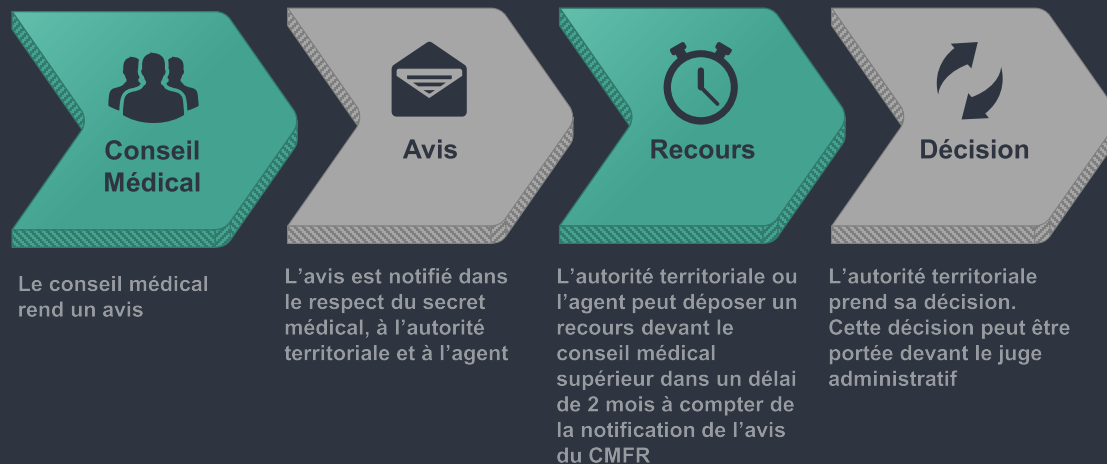 Conseil
Médical
Avis
Recours
Décision
Le conseil médical
rend un avis
L'avis est notifié dans
le respect du secret
médical, à l'autorité
territoriale et à l'agent
L'autorité territoriale ou
l'agent peut déposer un
recours devant le
conseil médical
supérieur dans un délai
de 2 mois à compter de
la notification de l'avis
du CMFR
L'autorité territoriale
prend sa décision.
Cette décision peut être
portée devant le juge
administratif